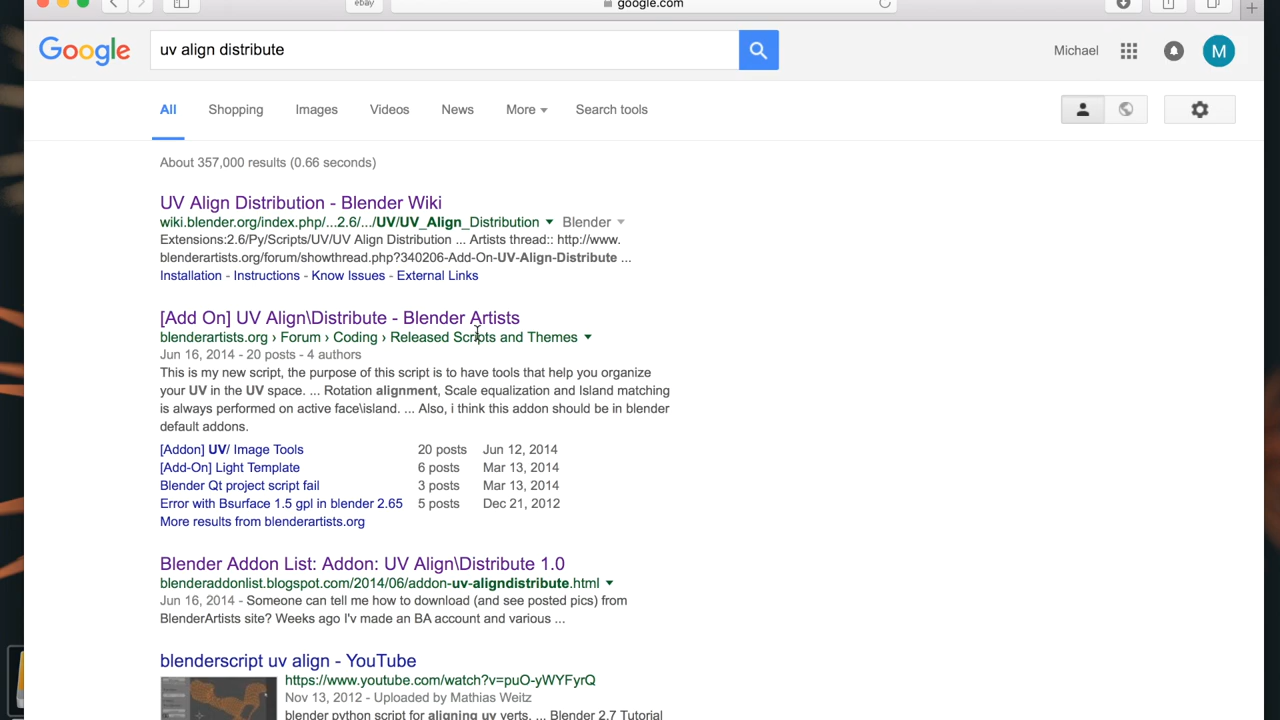 ebay
google.com
Google
uv align distribute
Michael
M
All
Shopping
Images
Videos
News
More
Search tools
About 357,000 results (0.66 seconds)
UV Align Distribution - Blender Wiki
wiki.blender.org/index.php/...2.6/.../UV/UV_Align_Distribution Blender
Extensions:2.6/Py/Scripts/UV/UV Align Distribution ... Artists thread:: http://www.
blenderartists.org/forum/showthread.php?340206-Add-On-UV-Align-Distribute ...
Installation - Instructions - Know Issues - External Links
[Add On] UV Align\Distribute - Blender Artists
blenderartists.org › Forum › Coding › Released Scripts and Themes
Jun 16, 2014 - 20 posts - 4 authors
This is my new script, the purpose of this script is to have tools that help you organize
your UV in the UV space. ... Rotation alignment, Scale equalization and Island matching
is always performed on active face\island. ... Also, i think this addon should be in blender
default addons.
[Addon] UV/ Image Tools 20 posts Jun 12, 2014
[Add-On] Light Template 6 posts Mar 13, 2014
Blender Qt project script fail 3 posts Mar 13, 2014
Error with Bsurface 1.5 gpl in blender 2.65 5 posts Dec 21, 2012
More results from blenderartists.org
Blender Addon List: Addon: UV Align\Distribute 1.0
blenderaddonlist.blogspot.com/2014/06/addon-uv-aligndistribute.html
Jun 16, 2014 - Someone can tell me how to download (and see posted pics) from
BlenderArtists site? Weeks ago I'v made an BA account and various ...
blenderscript uv align - YouTube
https://www.youtube.com/watch?v=puO-yWYFyrQ
Nov 13, 2012 - Uploaded by Mathias Weitz
blender python script for aligning uv verts. ... Blender 2.7 Tutorial